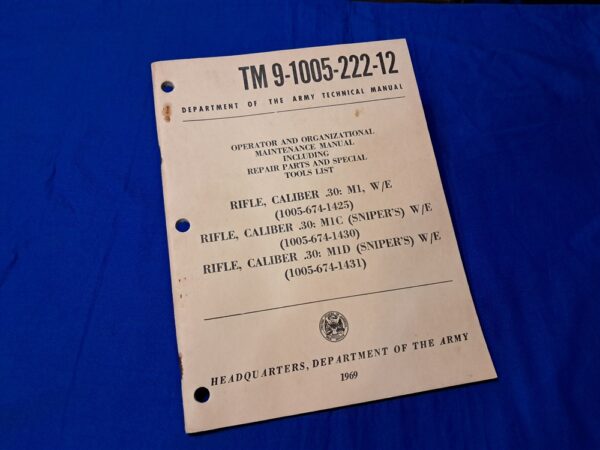 TM 9-1005-222-12
DEPARTMENT OF THE ARMY TECHNICAL MANUAL
OPERATOR AND ORGANIZATIONAL
MAINTENANCE MANUAL
INCLUDING
REPAIR PARTS AND SPECIAL
TOOLS LIST
RIFLE, CALIBER .30: M1, W/E
(1005-674-1425)
RIFLE, CALIBER .30: M1C (SNIPER'S) W/E
(1005-674-1430)
RIFLE, CALIBER .30: M1D (SNIPER'S) W/E
(1005-674-1431)
HEADQUARTERS, DEPARTMENT OF THE ARMY
1969